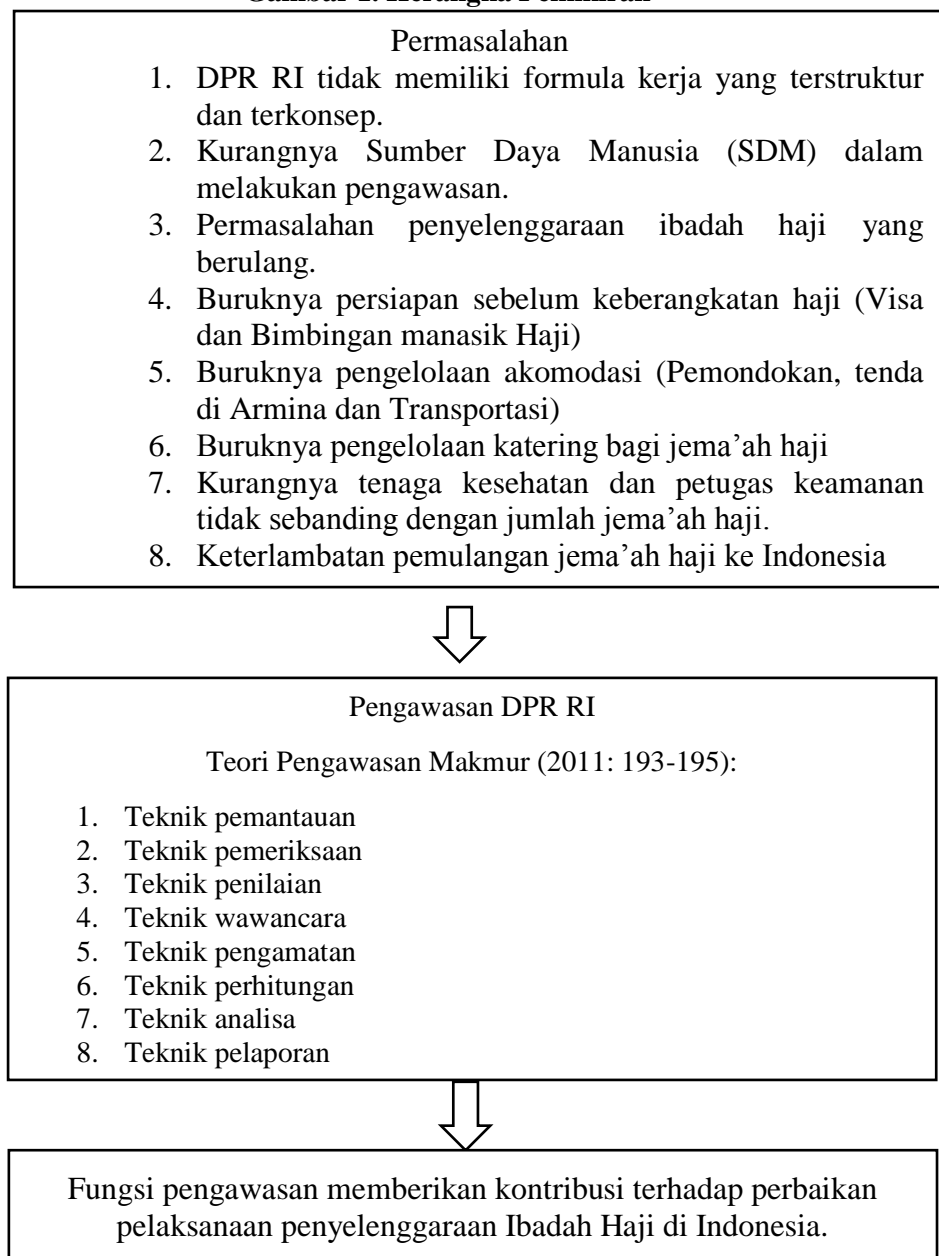 Permasalahan
1. DPR RI tidak memiliki formula kerja yang terstruktur
dan terkonsep.
2. Kurangnya Sumber Daya Manusia (SDM) dalam
melakukan pengawasan.
3. Permasalahan penyelenggaraan ibadah haji yang
berulang.
4. Buruknya persiapan sebelum keberangkatan haji (Visa
dan Bimbingan manasik Haji)
5. Buruknya pengelolaan akomodasi (Pemondokan, tenda
di Armina dan Transportasi)
6. Buruknya pengelolaan katering bagi jema’ah haji
7. Kurangnya tenaga kesehatan dan petugas keamanan
tidak sebanding dengan jumlah jema’ah haji.
8. Keterlambatan pemulangan jema’ah haji ke Indonesia
Pengawasan DPR RI
Teori Pengawasan Makmur (2011: 193-195):
1. Teknik pemantauan
2. Teknik pemeriksaan
3. Teknik penilaian
4. Teknik wawancara
5. Teknik pengamatan
6. Teknik perhitungan
7. Teknik analisa
8. Teknik pelaporan
Fungsi pengawasan memberikan kontribusi terhadap perbaikan
pelaksanaan penyelenggaraan Ibadah Haji di Indonesia.